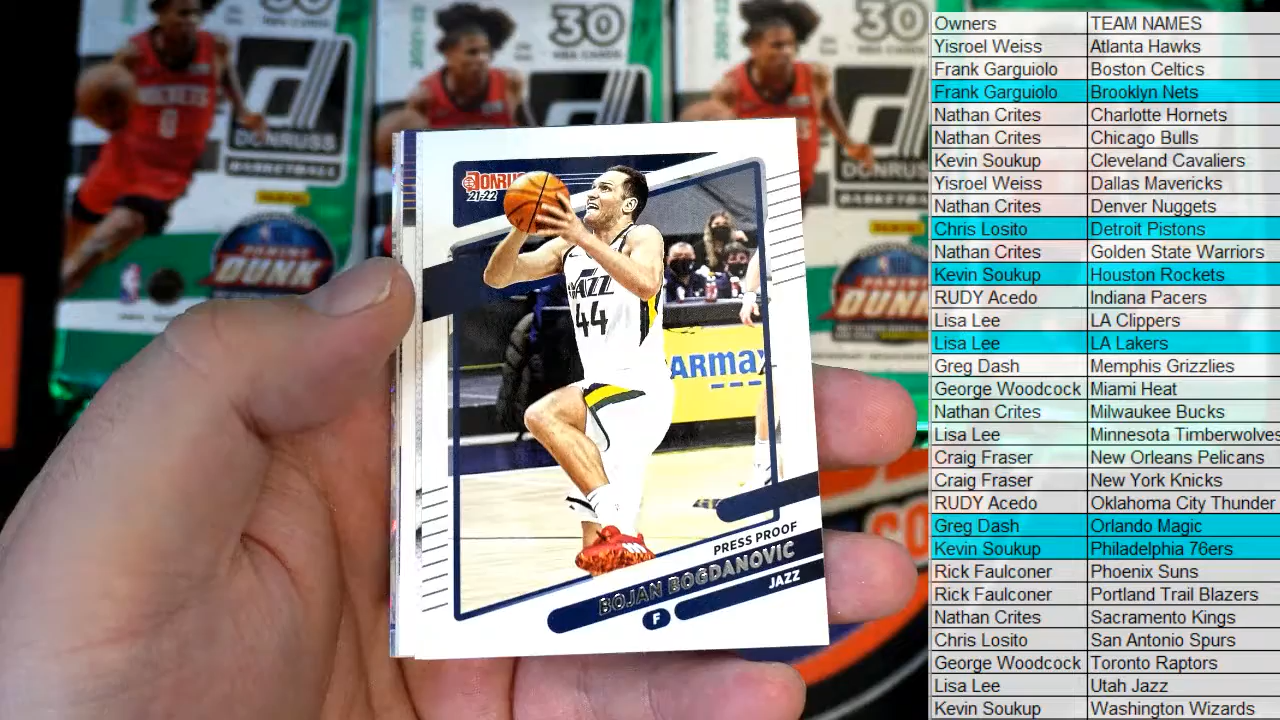 30
NBA CARDS
30
30
DONRUSS
BASKETBALL
DONRUSS
PANINI
DUNK
DUNK
DONRUSS
21-22
JAZZ
44
ARMAX
PRESS PROOF
BOJAN BOGDANOVIC
JAZZ
F
Owners TEAM NAMES
Yisroel Weiss Atlanta Hawks
Frank Garguiolo Boston Celtics
Frank Garguiolo Brooklyn Nets
Nathan Crites Charlotte Hornets
Nathan Crites Chicago Bulls
Kevin Soukup Cleveland Cavaliers
Yisroel Weiss Dallas Mavericks
Nathan Crites Denver Nuggets
Chris Losito Detroit Pistons
Nathan Crites Golden State Warriors
Kevin Soukup Houston Rockets
RUDY Acedo Indiana Pacers
Lisa Lee LA Clippers
Lisa Lee LA Lakers
Greg Dash Memphis Grizzlies
George Woodcock Miami Heat
Nathan Crites Milwaukee Bucks
Lisa Lee Minnesota Timberwolves
Craig Fraser New Orleans Pelicans
Craig Fraser New York Knicks
RUDY Acedo Oklahoma City Thunder
Greg Dash Orlando Magic
Kevin Soukup Philadelphia 76ers
Rick Faulconer Phoenix Suns
Rick Faulconer Portland Trail Blazers
Nathan Crites Sacramento Kings
Chris Losito San Antonio Spurs
George Woodcock Toronto Raptors
Lisa Lee Utah Jazz
Kevin Soukup Washington Wizards